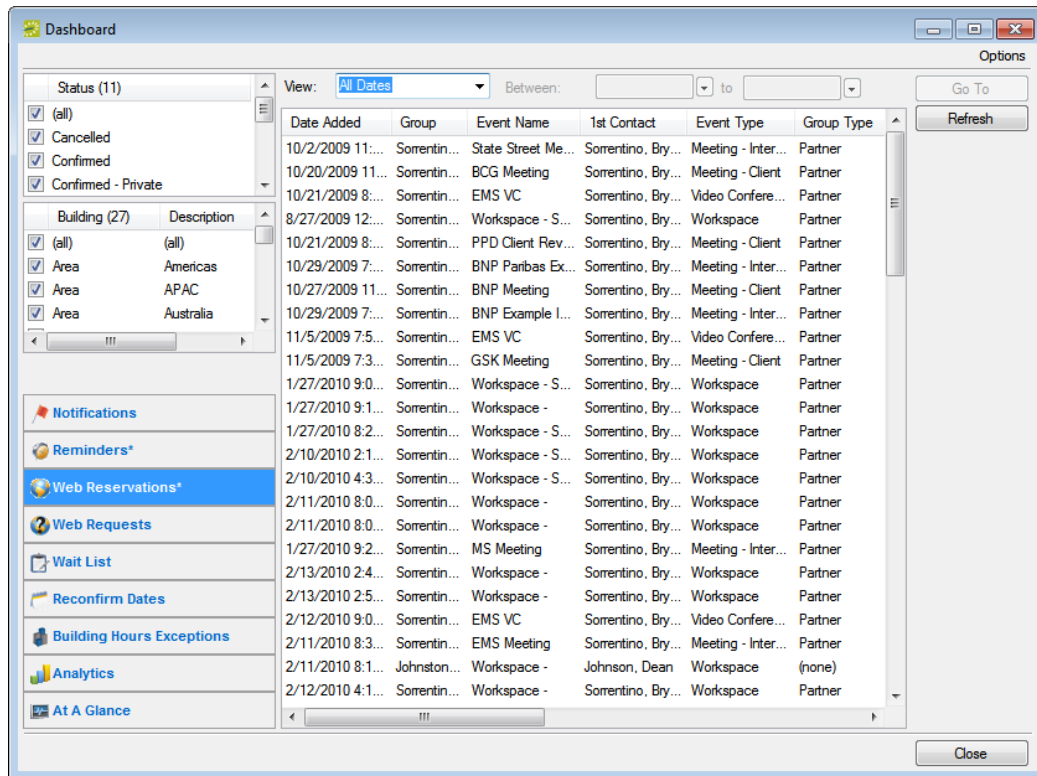 Dashboard
Options
Status (11)
(all)
Cancelled
Confirmed
Confirmed - Private
Building (27) Description
(all) (all)
Area Americas
Area APAC
Area Australia
Notifications
Reminders*
Web Reservations*
Web Requests
Wait List
Reconfirm Dates
Building Hours Exceptions
Analytics
At A Glance
View: All Dates Between: to
Date Added Group Event Name 1st Contact Event Type Group Type
10/2/2009 11:... Sorrentin... State Street Me... Sorrentino, Bry... Meeting - Inter... Partner
10/20/2009 11... Sorrentin... BCG Meeting Sorrentino, Bry... Meeting - Client Partner
10/21/2009 8:... Sorrentin... EMS VC Sorrentino, Bry... Video Confere... Partner
8/27/2009 12:... Sorrentin... Workspace - S... Sorrentino, Bry... Workspace Partner
10/21/2009 8:... Sorrentin... PPD Client Rev... Sorrentino, Bry... Meeting - Client Partner
10/29/2009 7:... Sorrentin... BNP Paribas Ex... Sorrentino, Bry... Meeting - Inter... Partner
10/27/2009 11... Sorrentin... BNP Meeting Sorrentino, Bry... Meeting - Client Partner
10/29/2009 7:... Sorrentin... BNP Example I... Sorrentino, Bry... Meeting - Inter... Partner
11/5/2009 7:5... Sorrentin... EMS VC Sorrentino, Bry... Video Confere... Partner
11/5/2009 7:3... Sorrentin... GSK Meeting Sorrentino, Bry... Meeting - Client Partner
1/27/2010 9:0... Sorrentin... Workspace - S... Sorrentino, Bry... Workspace Partner
1/27/2010 9:1... Sorrentin... Workspace - Sorrentino, Bry... Workspace Partner
1/27/2010 8:2... Sorrentin... Workspace - S... Sorrentino, Bry... Workspace Partner
2/10/2010 2:1... Sorrentin... Workspace - S... Sorrentino, Bry... Workspace Partner
2/10/2010 4:3... Sorrentin... Workspace - S... Sorrentino, Bry... Workspace Partner
2/11/2010 8:0... Sorrentin... Workspace - Sorrentino, Bry... Workspace Partner
2/11/2010 8:0... Sorrentin... Workspace - Sorrentino, Bry... Workspace Partner
1/27/2010 9:2... Sorrentin... MS Meeting Sorrentino, Bry... Meeting - Inter... Partner
2/13/2010 2:4... Sorrentin... Workspace - Sorrentino, Bry... Workspace Partner
2/13/2010 2:5... Sorrentin... Workspace - Sorrentino, Bry... Workspace Partner
2/12/2010 9:0... Sorrentin... EMS VC Sorrentino, Bry... Video Confere... Partner
2/11/2010 8:3... Sorrentin... EMS Meeting Sorrentino, Bry... Meeting - Inter... Partner
2/11/2010 8:1... Johnston... Workspace - Johnson, Dean Workspace (none)
2/12/2010 4:1... Sorrentin... Workspace - Sorrentino, Bry... Workspace Partner
Go To
Refresh
Close